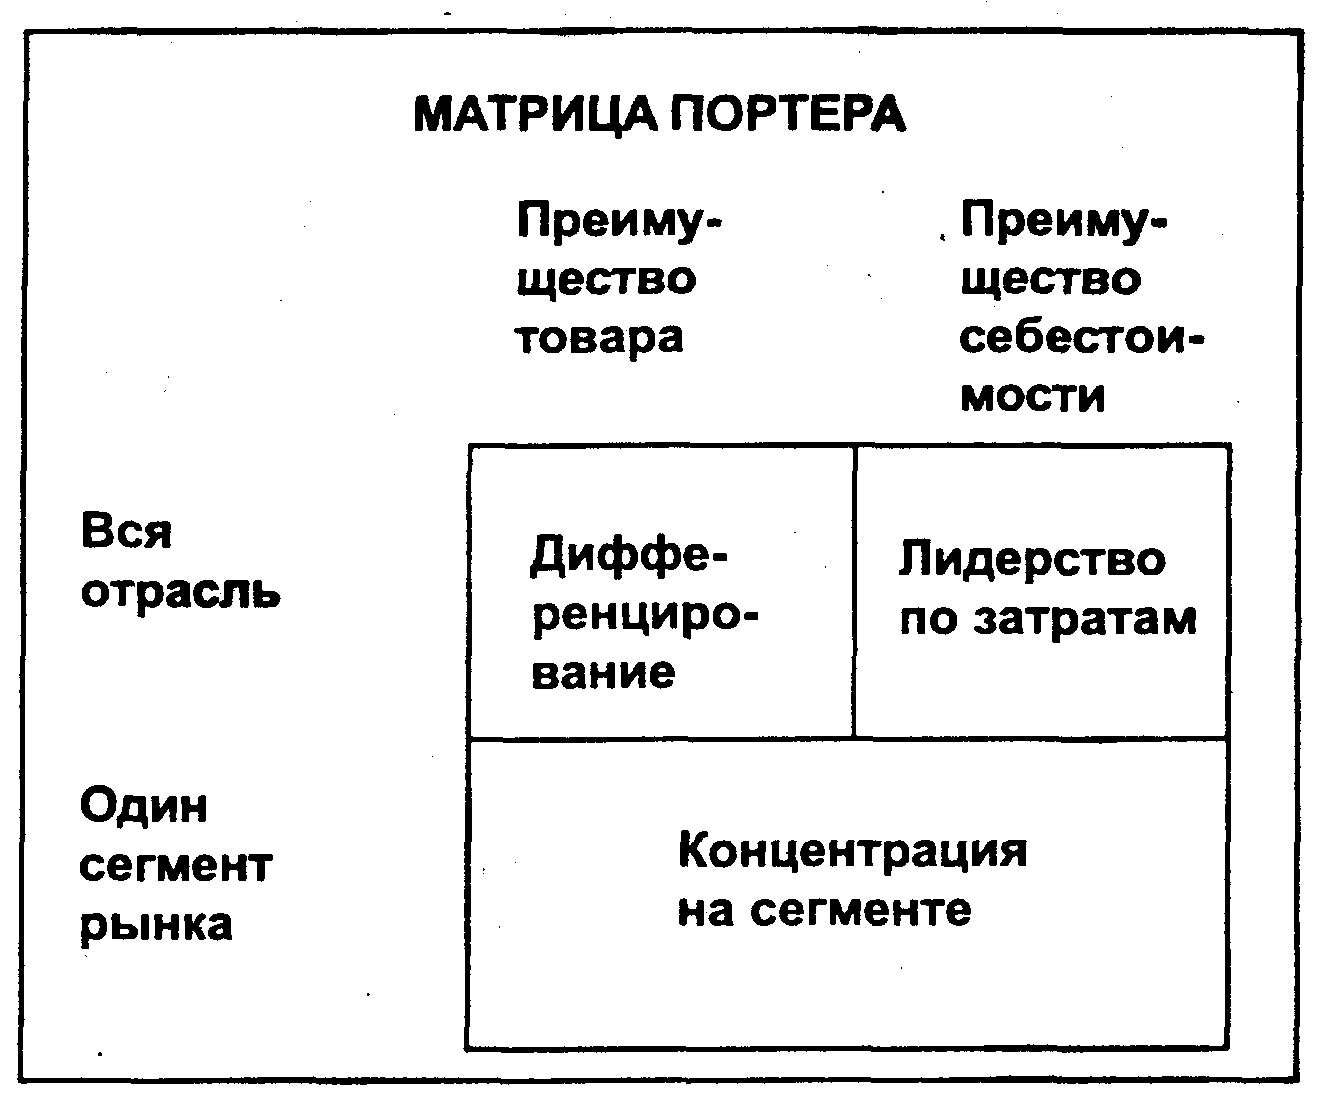 МАТРИЦА ПОРТЕРА
Преиму-
щество
товара
Преиму-
щество
себестои-
мости
Вся
отрасль
Диффе-
ренциро-
вание
Лидерство
по затратам
Один
сегмент
рынка
Концентрация
на сегменте